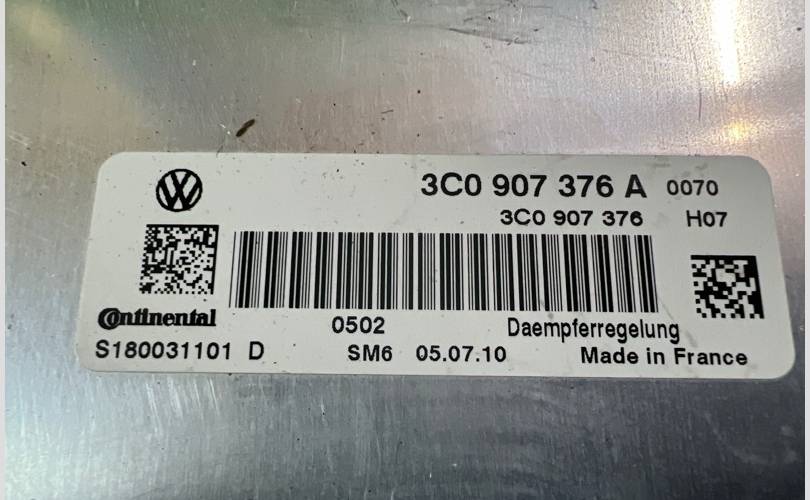 3C0 907 376 A 0070
3C0 907 376 H07
Continental 0502 Daempferregelung
S180031101 D SM6 05.07.10 Made in France